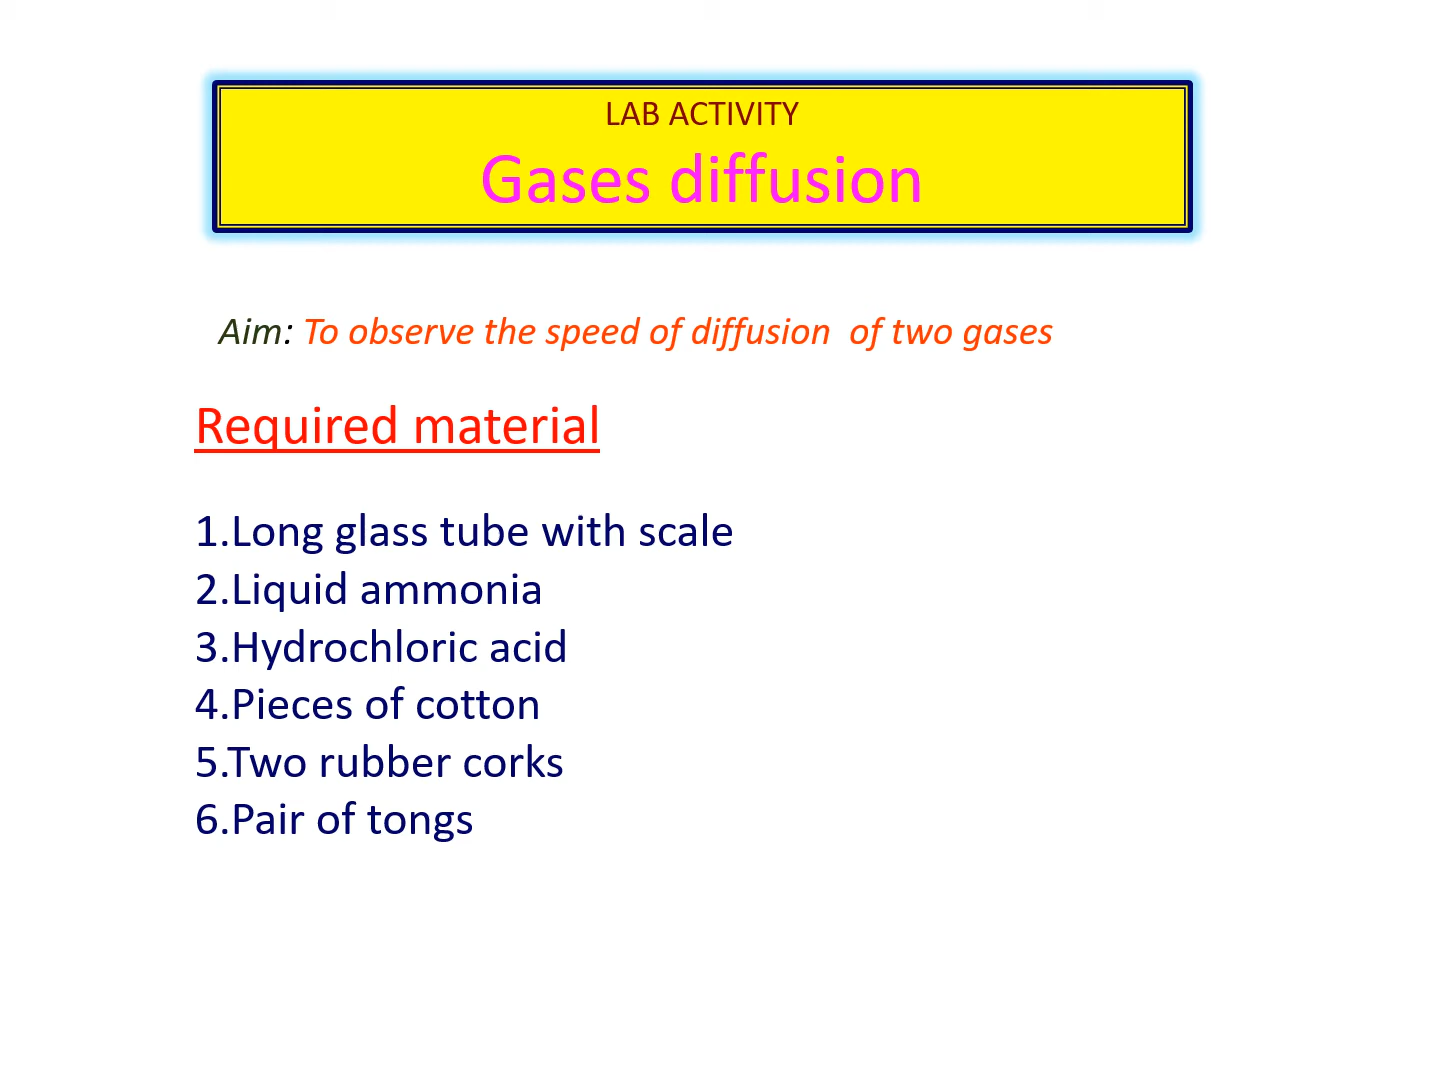 LAB ACTIVITY
Gases diffusion
Aim: To observe the speed of diffusion  of two gases
Required material
1.Long glass tube with scale
2.Liquid ammonia
3.Hydrochloric acid
4.Pieces of cotton
5.Two rubber corks
6.Pair of tongs